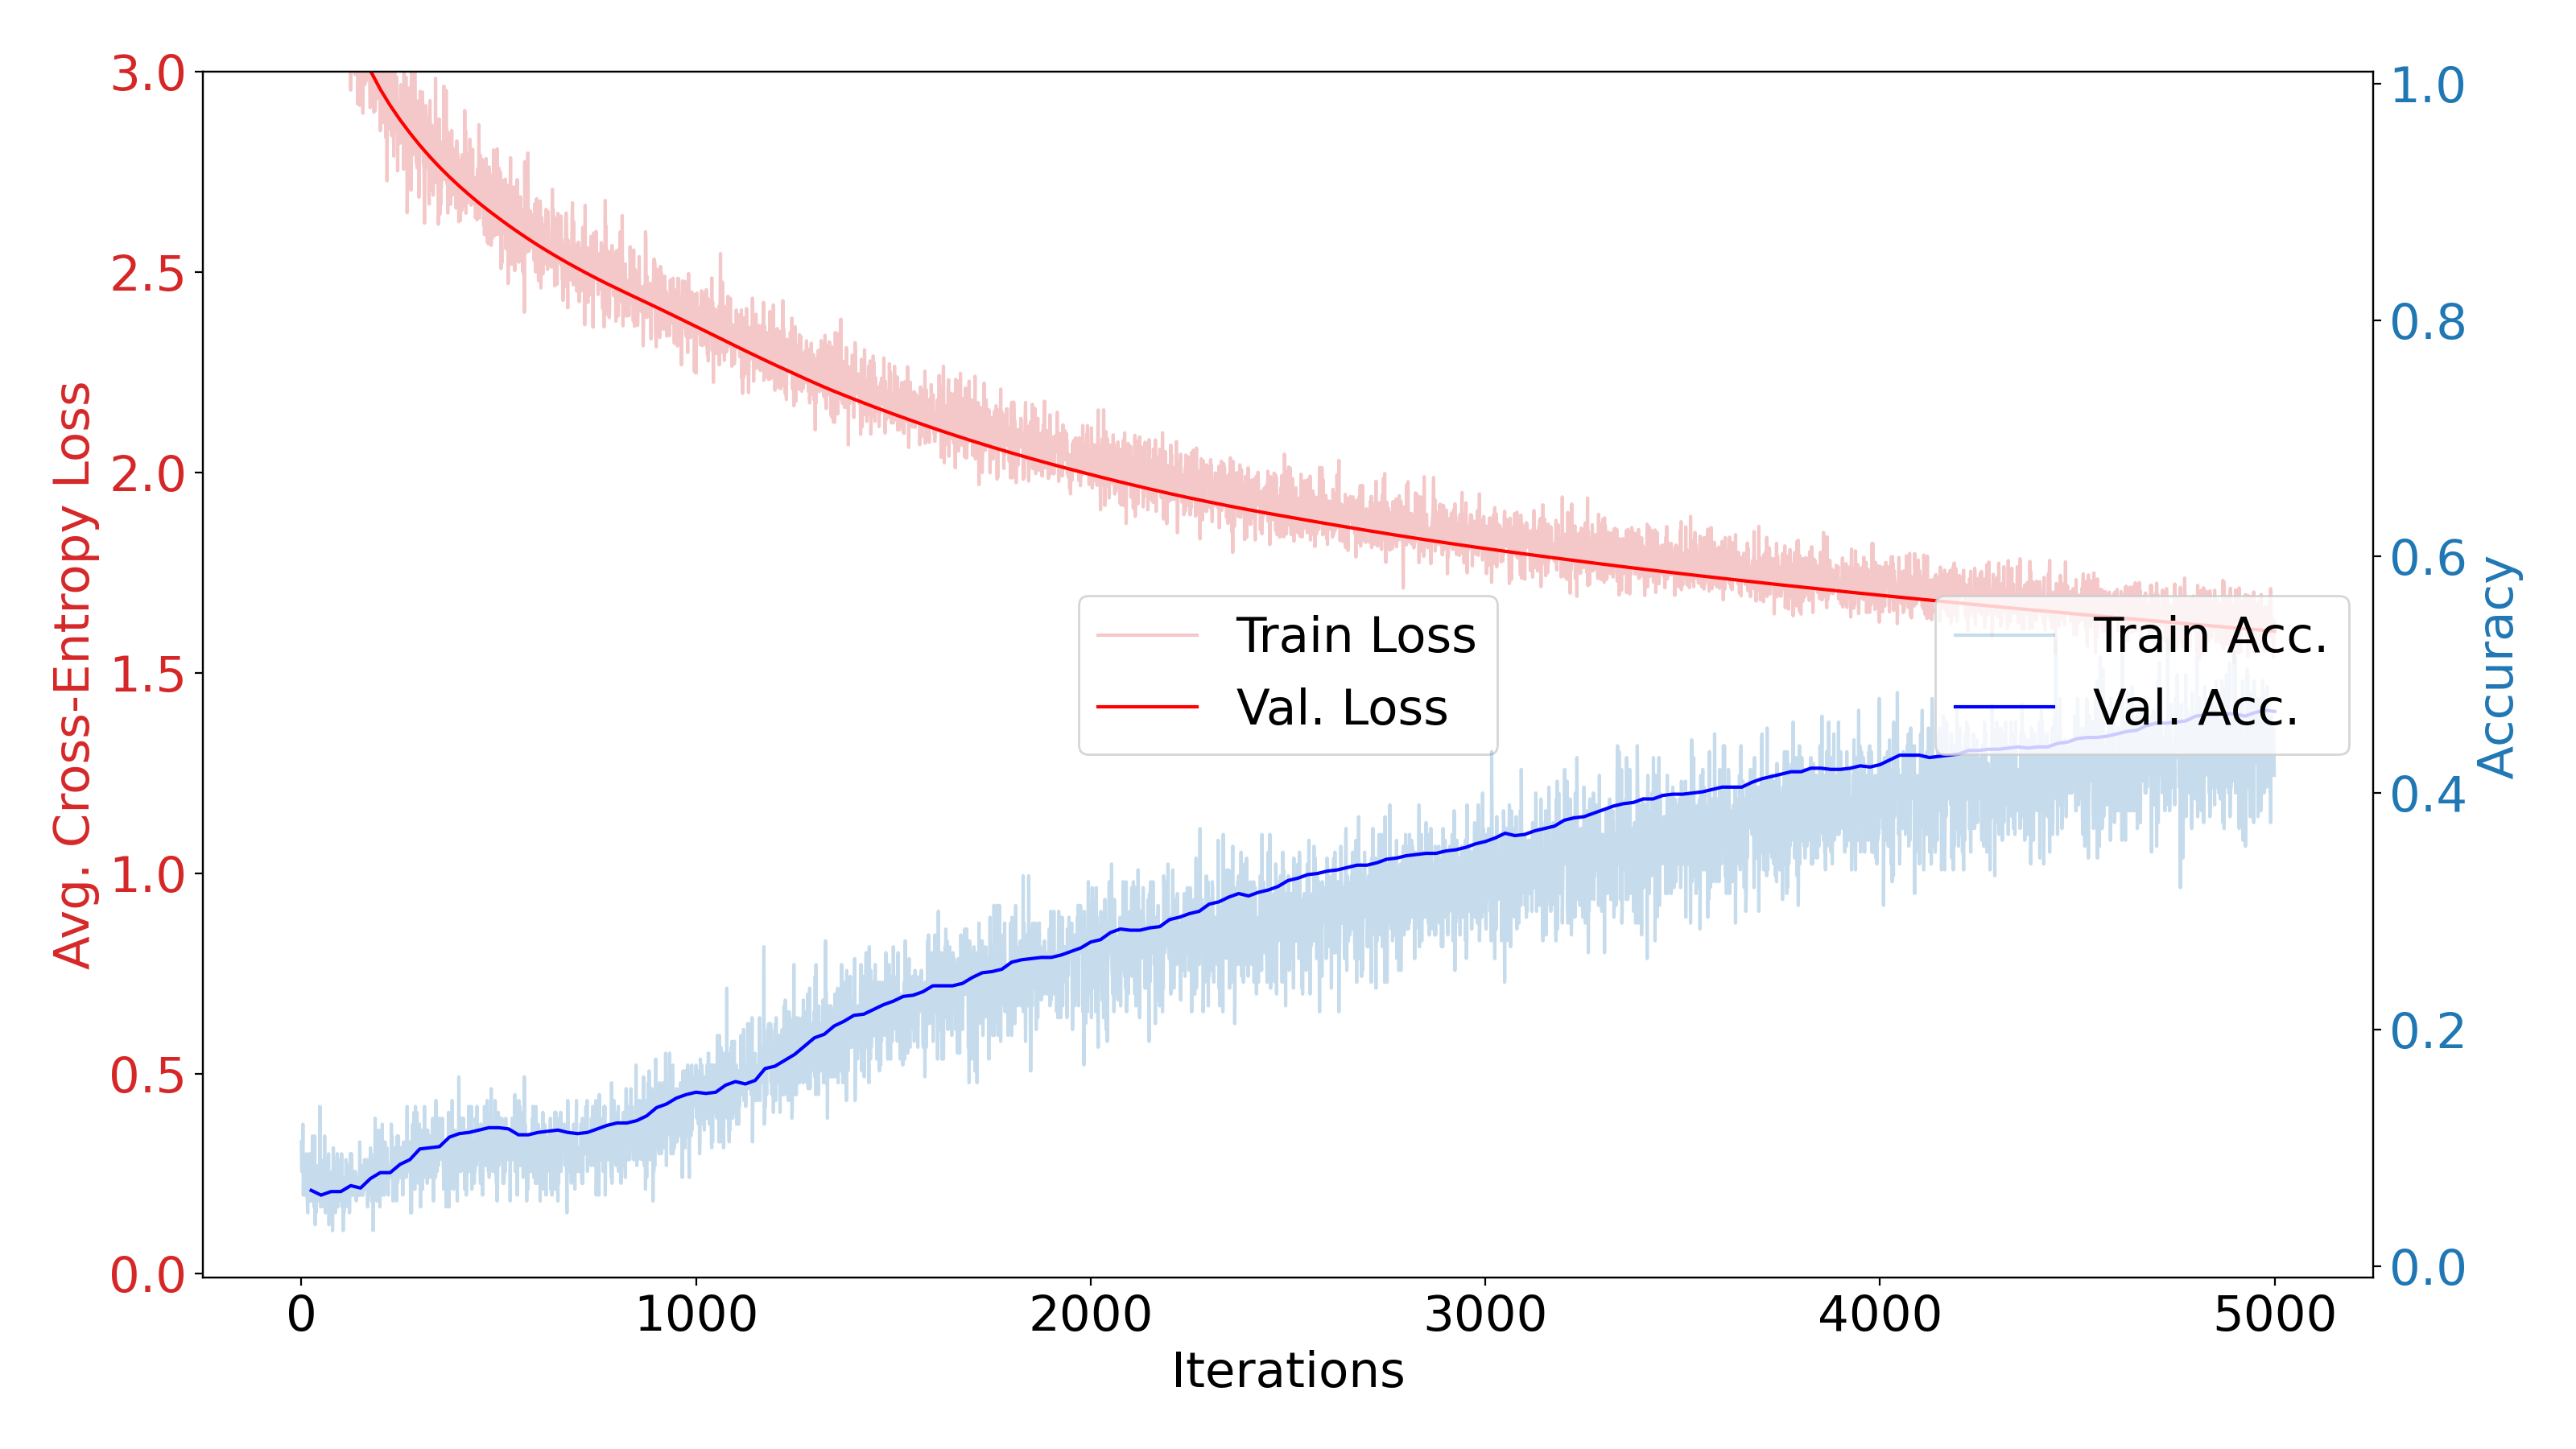 3.0
2.5
2.0
1.5
1.0
0.5
0.0
Avg. Cross-Entropy Loss
Train Loss
Val. Loss
Train Acc.
Val. Acc.
1.0
0.8
0.6
0.4
0.2
0.0
Accuracy
0 1000 2000 3000 4000 5000
Iterations